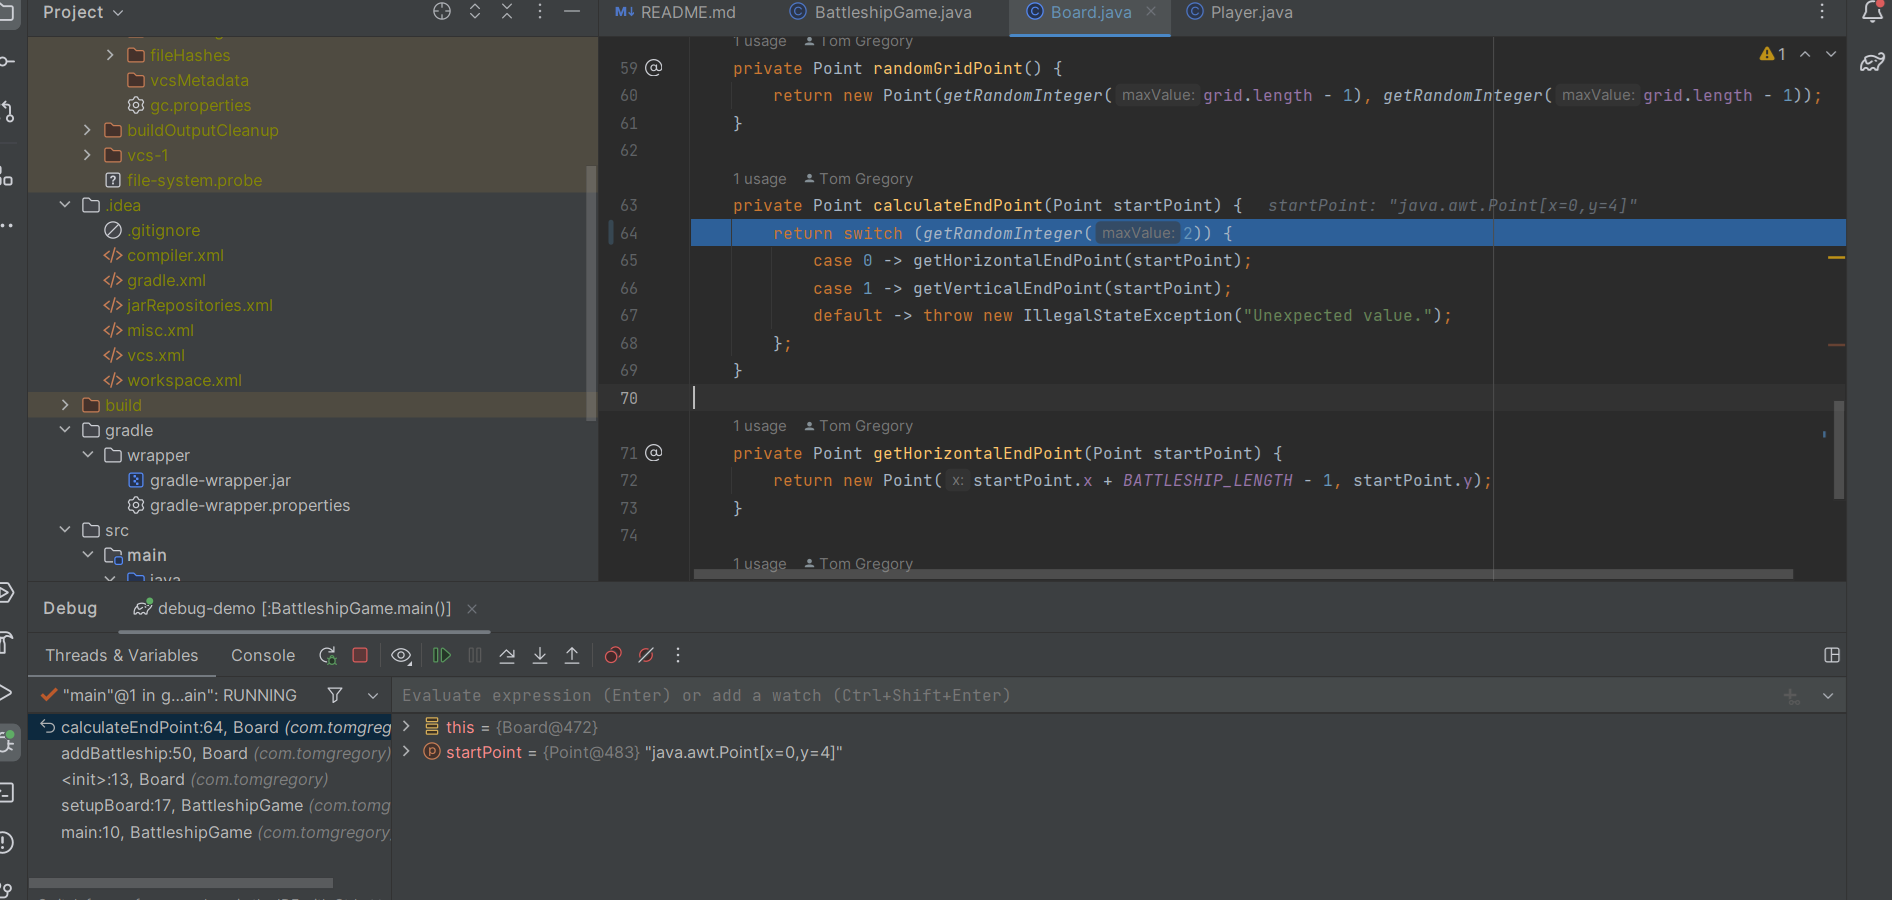 Project
README.md
BattleshipGame.java
Board.java
Player.java
fileHashes
vcsMetadata
gc.properties
buildOutputCleanup
vcs-1
file-system.probe
.idea
.gitignore
compiler.xml
gradle.xml
jarRepositories.xml
misc.xml
vcs.xml
workspace.xml
build
gradle
wrapper
gradle-wrapper.jar
gradle-wrapper.properties
src
main
java
1 usage Tom Gregory
1
59 @ private Point randomGridPoint() {
60 return new Point(getRandomInteger( maxValue: grid.length - 1), getRandomInteger( maxValue: grid.length - 1));
61 }
62
1 usage Tom Gregory
63 private Point calculateEndPoint(Point startPoint) { startPoint: "java.awt.Point[x=0,y=4]"
64 return switch (getRandomInteger( maxValue: 2)) {
65 case 0 -> getHorizontalEndPoint(startPoint);
66 case 1 -> getVerticalEndPoint(startPoint);
67 default -> throw new IllegalStateException("Unexpected value.");
68 };
69 }
70
1 usage Tom Gregory
71 @ private Point getHorizontalEndPoint(Point startPoint) {
72 return new Point( x: startPoint.x + BATTLESHIP_LENGTH - 1, startPoint.y);
73 }
74
1 usage Tom Gregory
Debug
debug-demo [:BattleshipGame.main()]
Threads & Variables
Console
"main"@1 in g...ain": RUNNING
Evaluate expression (Enter) or add a watch (Ctrl+Shift+Enter)
calculateEndPoint:64, Board (com.tomgreg
addBattleship:50, Board (com.tomgregory)
<init>:13, Board (com.tomgregory)
setupBoard:17, BattleshipGame (com.tomg
main:10, BattleshipGame (com.tomgregory
this = {Board@472}
startPoint = {Point@483} "java.awt.Point[x=0,y=4]"